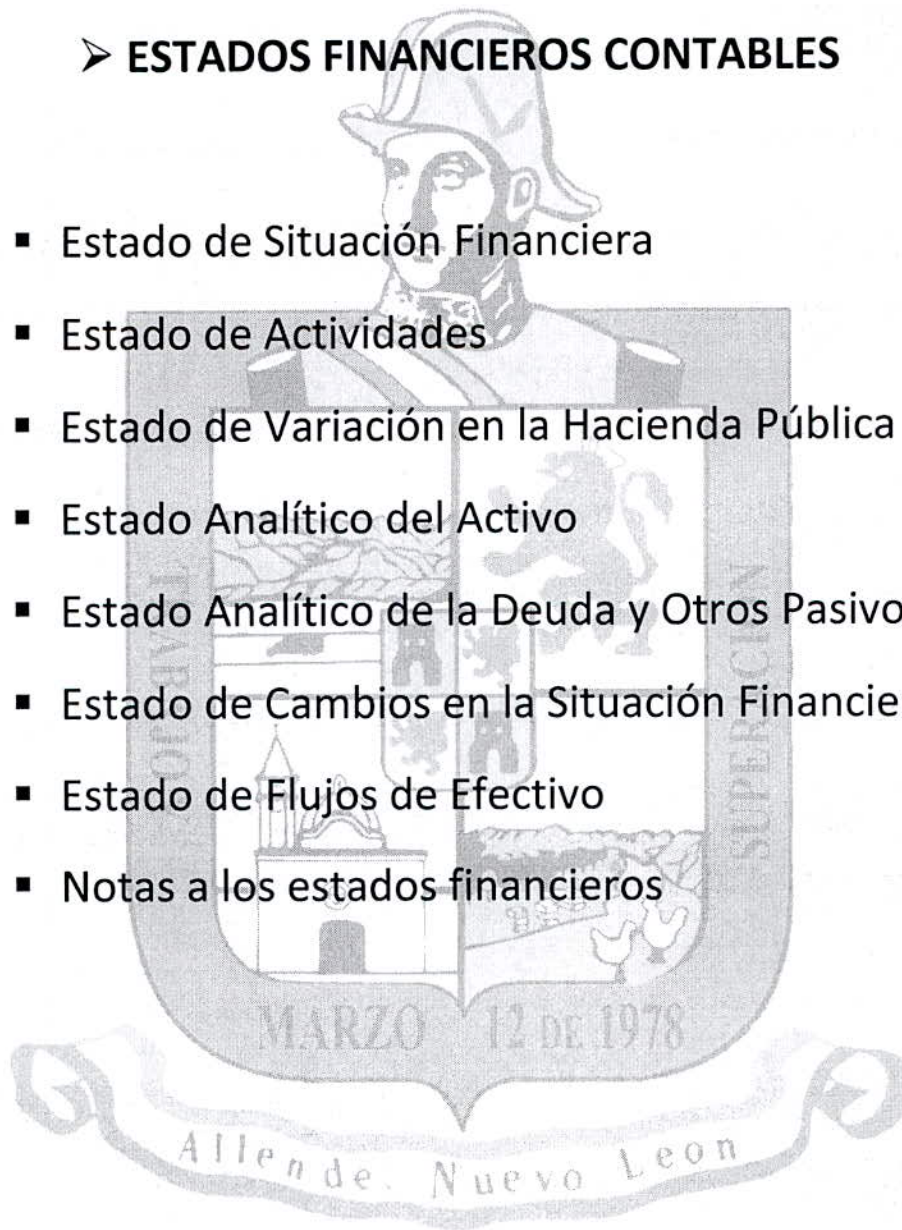 ➢ ESTADOS FINANCIEROS CONTABLES
▪ Estado de Situación Financiera
▪ Estado de Actividades
▪ Estado de Variación en la Hacienda Pública
▪ Estado Analítico del Activo
▪ Estado Analítico de la Deuda y Otros Pasivo
▪ Estado de Cambios en la Situación Financie
▪ Estado de Flujos de Efectivo
▪ Notas a los estados financieros
TRABAJO
SUPERACION
MARZO 12 DE 1978
Allende. Nuevo Leon